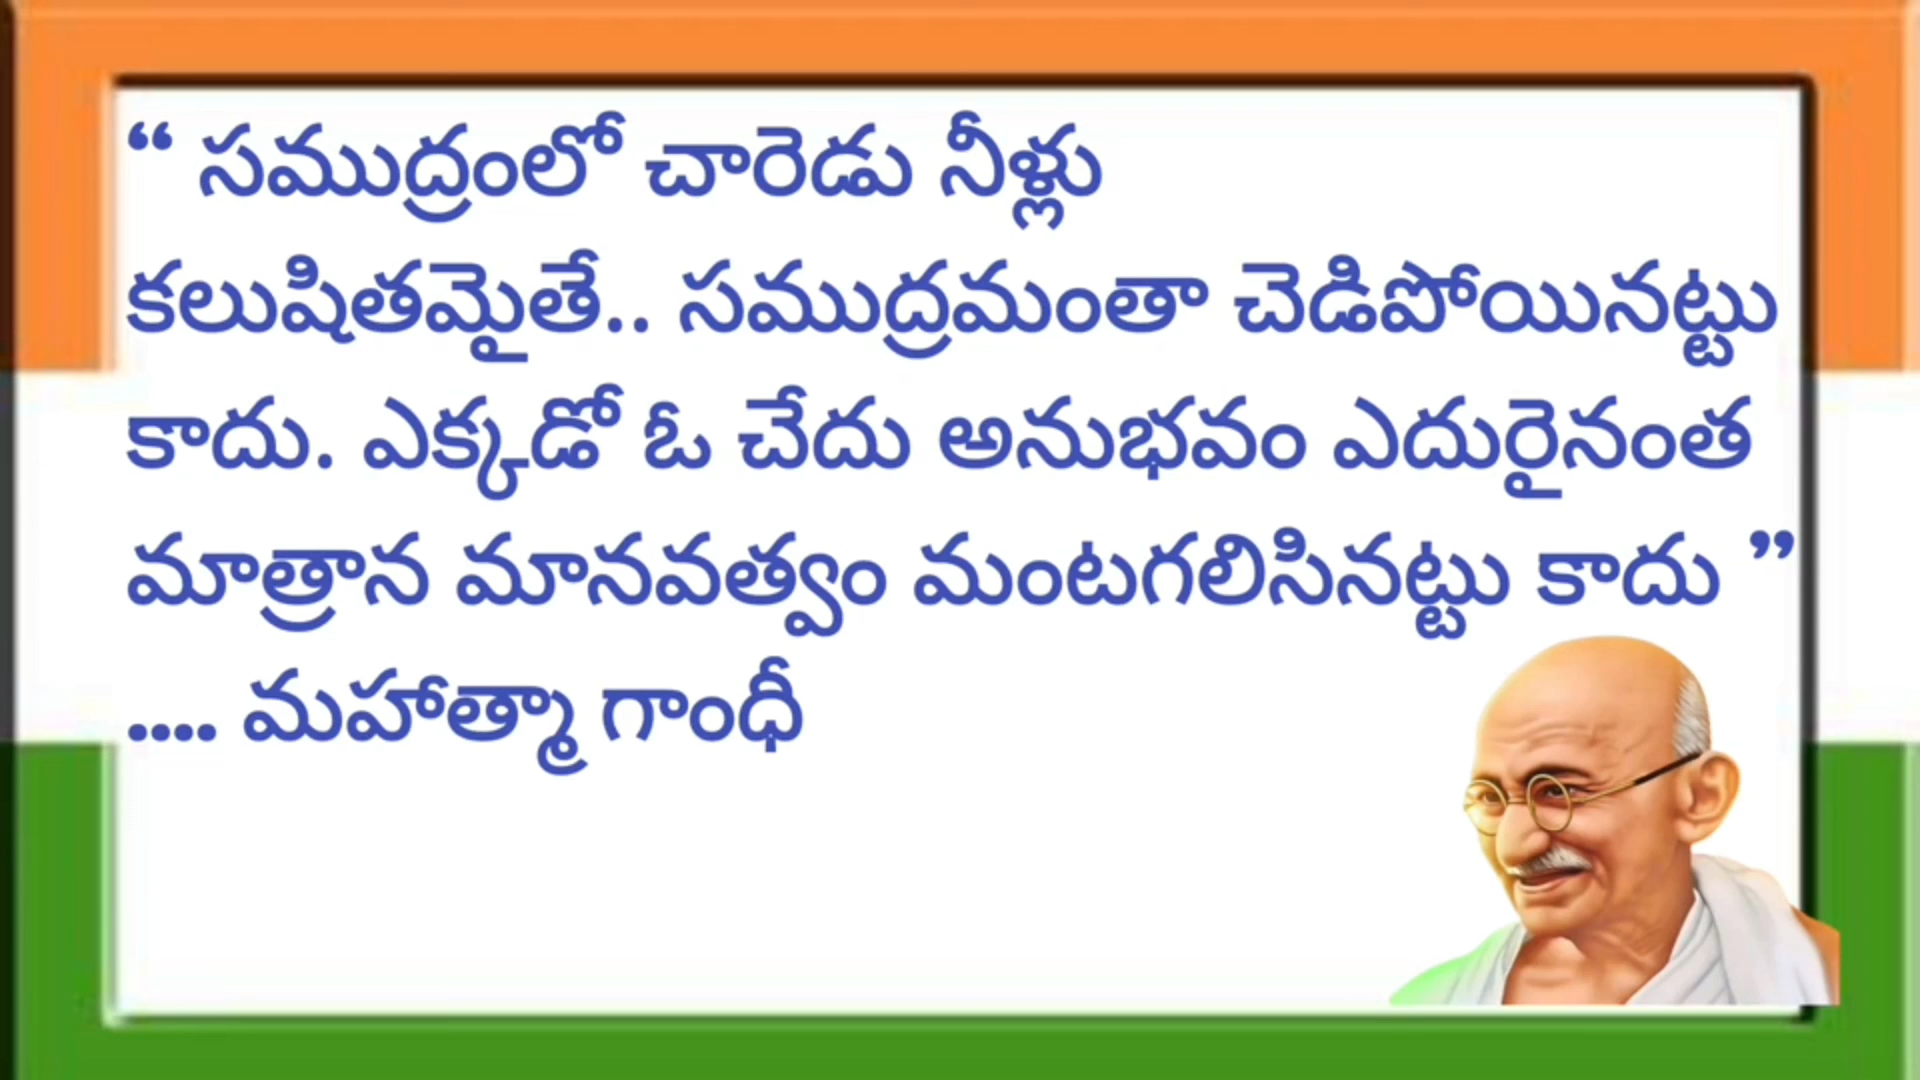 “ సముద్రంలో చారెడు నీళ్లు
కలుషితమైతే.. సముద్రమంతా చెడిపోయినట్టు
కాదు. ఎక్కడో ఓ చేదు అనుభవం ఎదురైనంత
మాత్రాన మానవత్వం మంటగలిసినట్టు కాదు ”
.... మహాత్మా గాంధీ